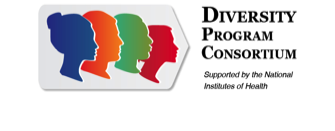 DIVERSITY
PROGRAM
CONSORTIUM
Supported by the National
Institutes of Health